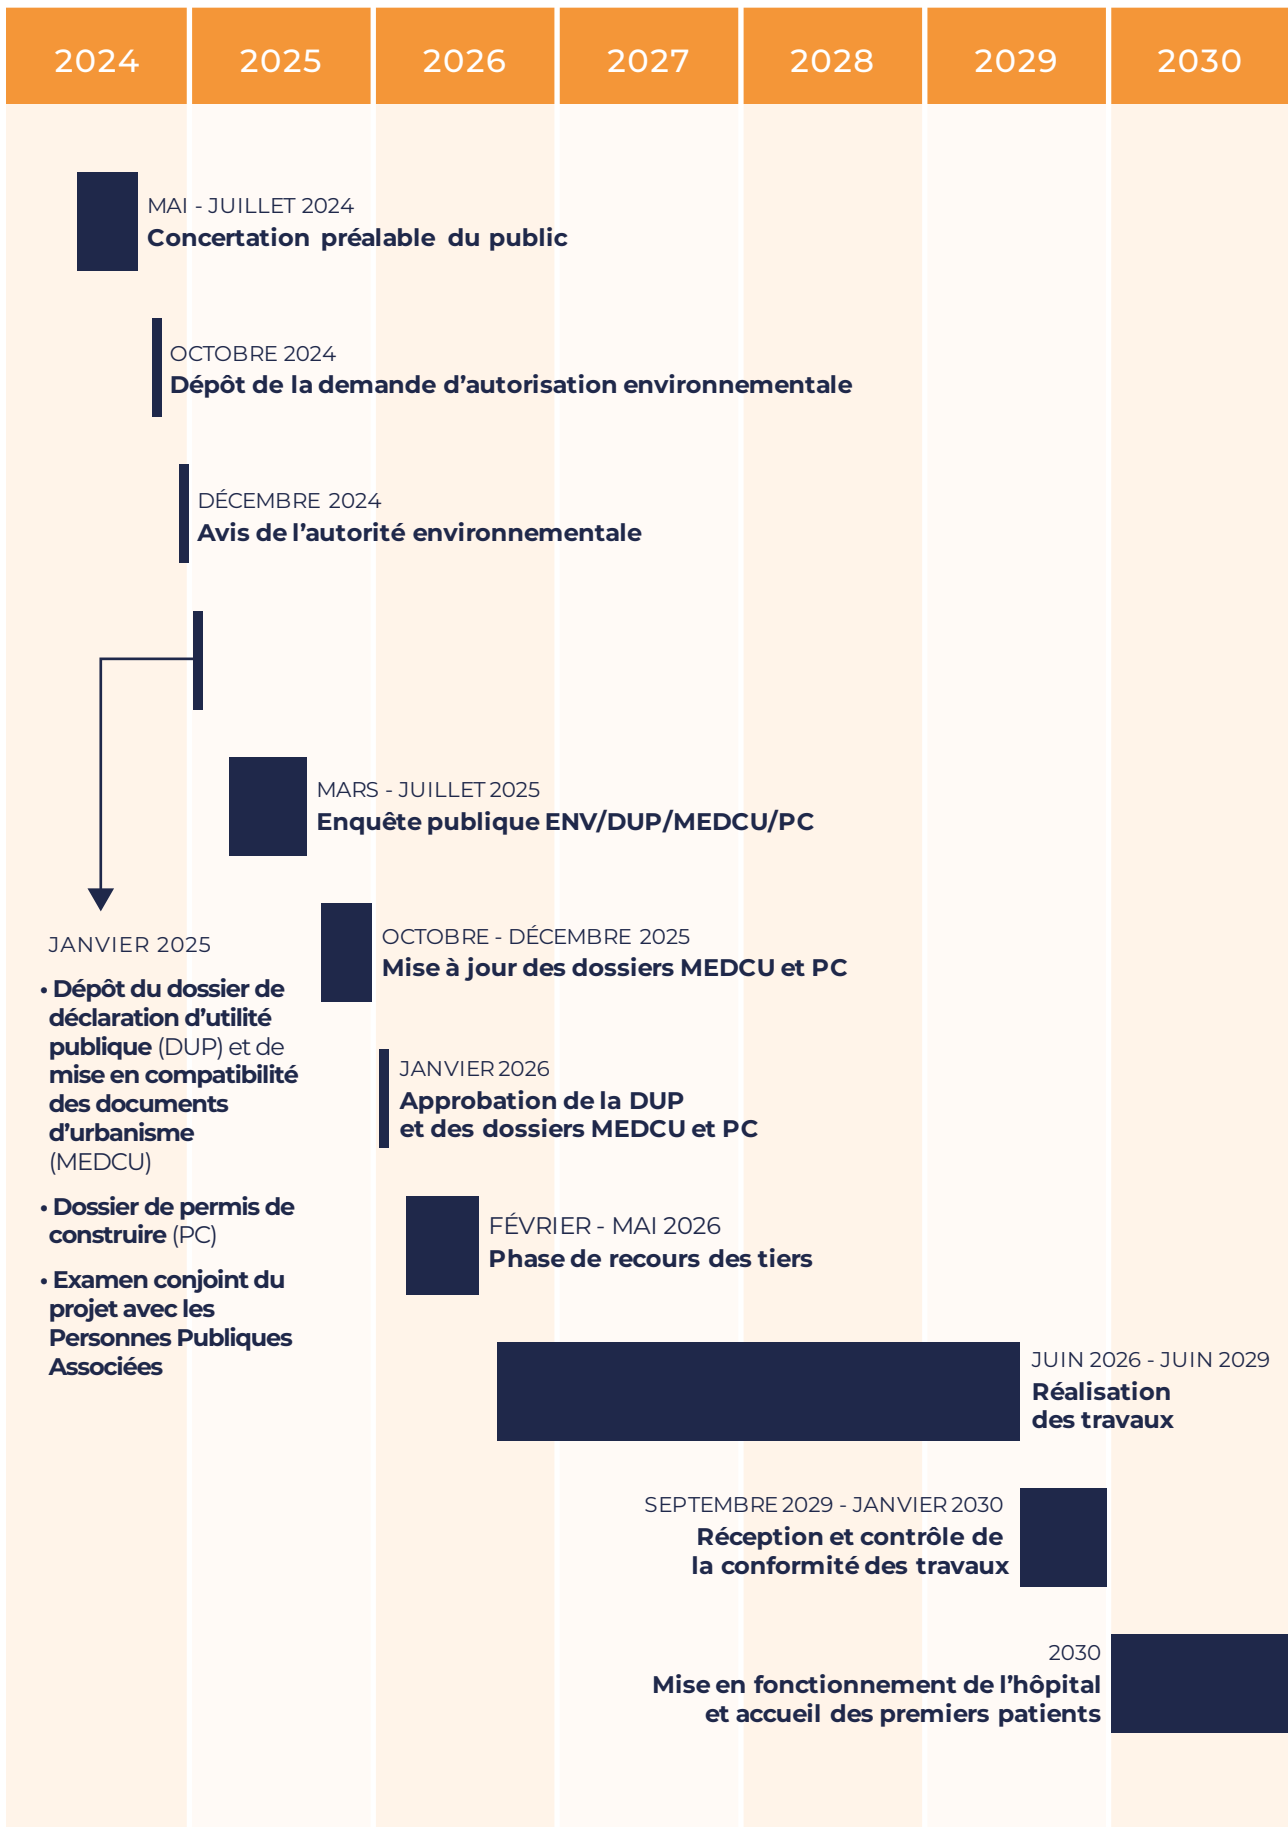 2024 2025 2026 2027 2028 2029 2030
MAI - JUILLET 2024
Concertation préalable du public
OCTOBRE 2024
Dépôt de la demande d’autorisation environnementale
DÉCEMBRE 2024
Avis de l’autorité environnementale
MARS - JUILLET 2025
Enquête publique ENV/DUP/MEDCU/PC
JANVIER 2025
• Dépôt du dossier de
déclaration d’utilité
publique (DUP) et de
mise en compatibilité
des documents
d’urbanisme
(MEDCU)
• Dossier de permis de
construire (PC)
• Examen conjoint du
projet avec les
Personnes Publiques
Associées
OCTOBRE - DÉCEMBRE 2025
Mise à jour des dossiers MEDCU et PC
JANVIER 2026
Approbation de la DUP
et des dossiers MEDCU et PC
FÉVRIER - MAI 2026
Phase de recours des tiers
JUIN 2026 - JUIN 2029
Réalisation
des travaux
SEPTEMBRE 2029 - JANVIER 2030
Réception et contrôle de
la conformité des travaux
2030
Mise en fonctionnement de l’hôpital
et accueil des premiers patients